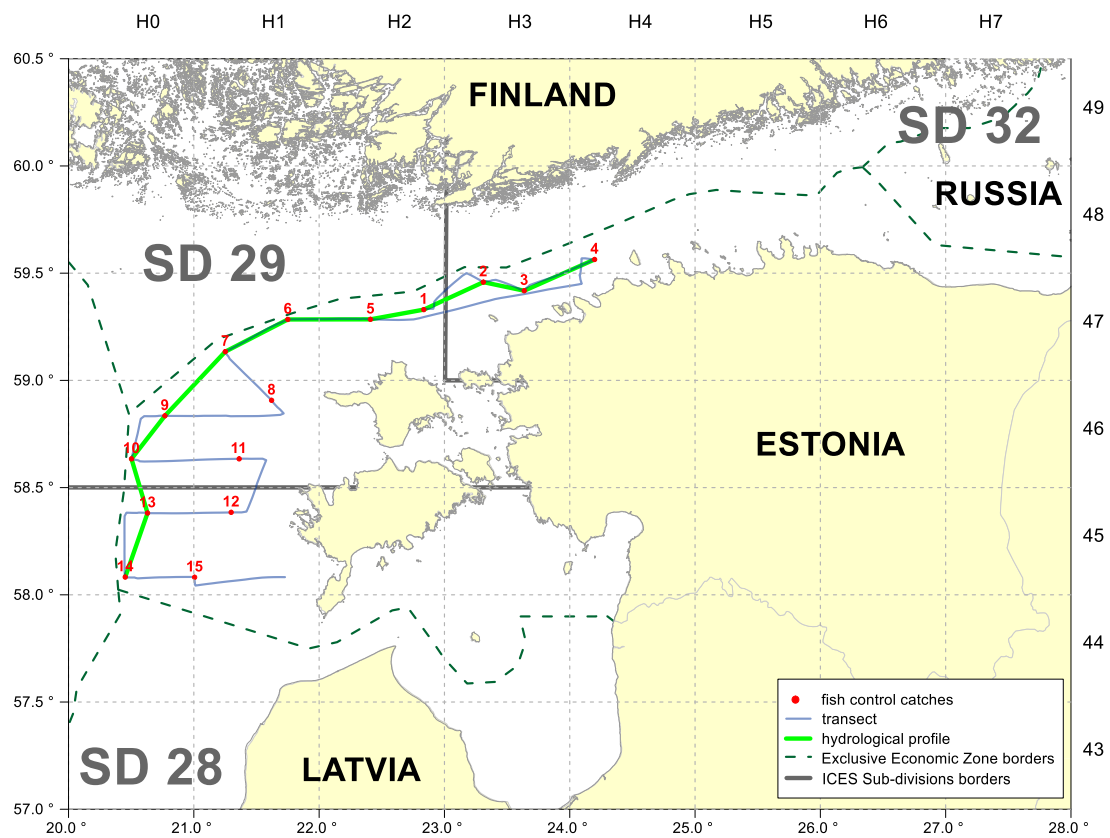 H0 H1 H2 H3 H4 H5 H6 H7
60.5 °
FINLAND
49
SD 32
60.0 °
RUSSIA
48
SD 29
4
59.5 °
2
3
1
6
5
47
7
59.0 °
8
9
46
10
11
ESTONIA
58.5 °
13
12
45
14
15
58.0 °
44
57.5 °
fish control catches
transect
hydrological profile
43
SD 28
LATVIA
Exclusive Economic Zone borders
ICES Sub-divisions borders
57.0 °
20.0 ° 21.0 ° 22.0 ° 23.0 ° 24.0 ° 25.0 ° 26.0 ° 27.0 ° 28.0 °